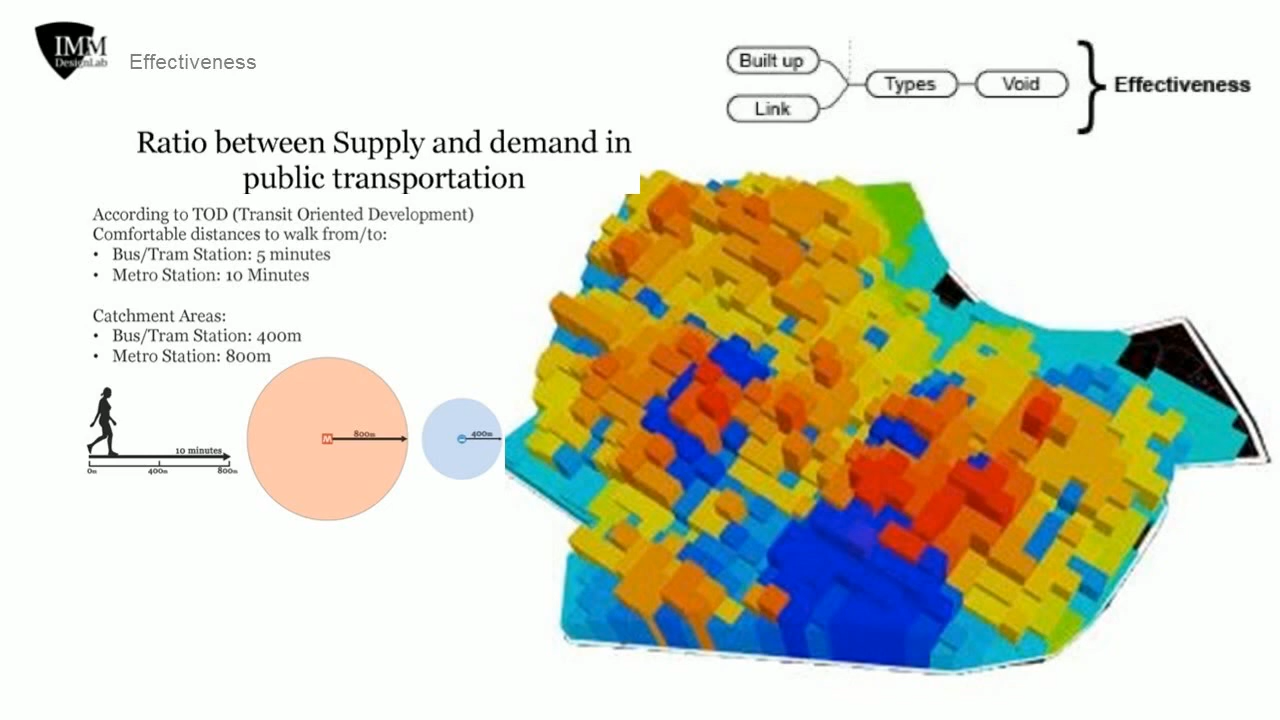 IMM
DesignLab
Effectiveness
Built up
Link
Types
Void
Effectiveness
Ratio between Supply and demand in
public transportation
According to TOD (Transit Oriented Development)
Comfortable distances to walk from/to:
• Bus/Tram Station: 5 minutes
• Metro Station: 10 Minutes
Catchment Areas:
• Bus/Tram Station: 400m
• Metro Station: 800m
10 minutes
0m 400m 800m
M
800m
400m